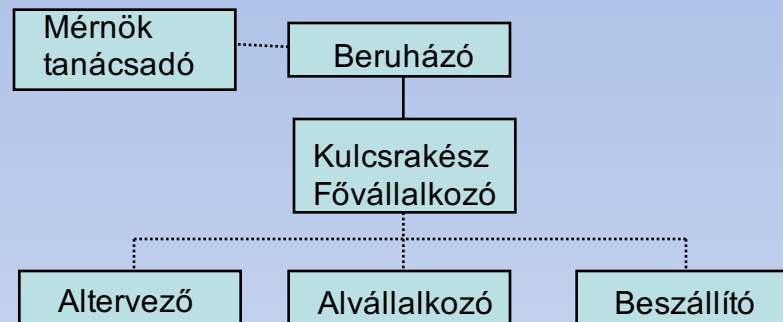 Mérnök
tanácsadó
Beruházó
Kulcsrakész
Fővállalkozó
Altervező
Alvállalkozó
Beszállító